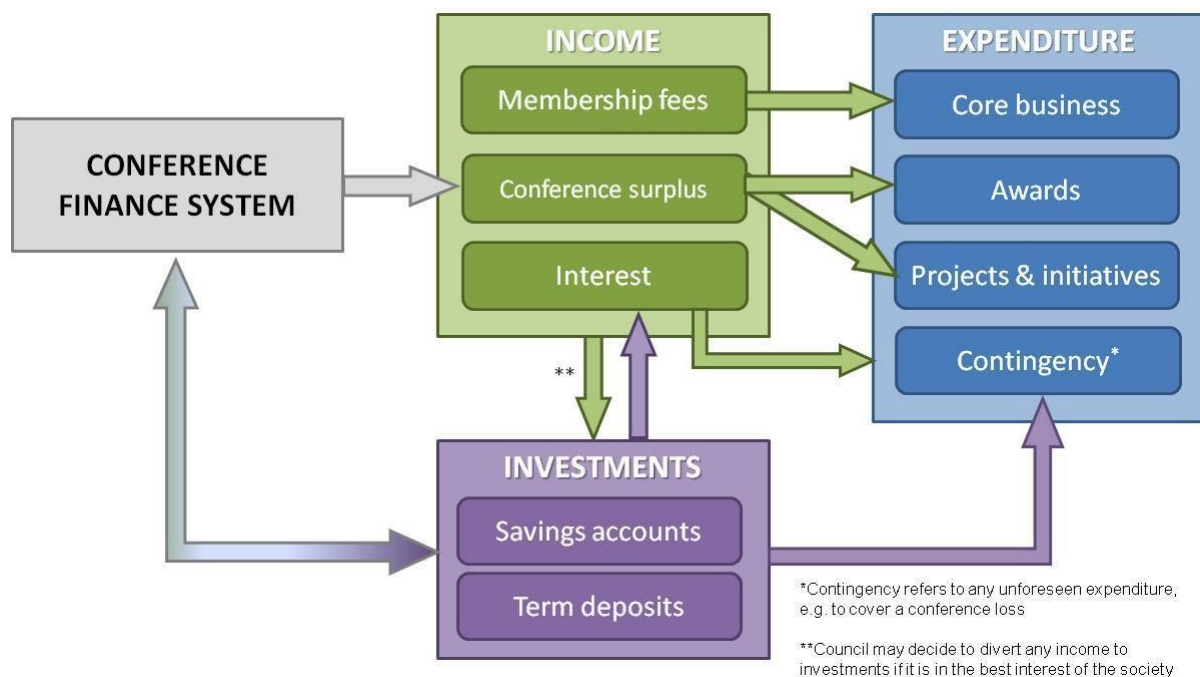 CONFERENCE
FINANCE SYSTEM
INCOME
Membership fees
Conference surplus
Interest
EXPENDITURE
Core business
Awards
Projects & initiatives
Contingency*
**
INVESTMENTS
Savings accounts
Term deposits
*Contingency refers to any unforeseen expenditure,
e.g. to cover a conference loss
**Council may decide to divert any income to
investments if it is in the best interest of the society